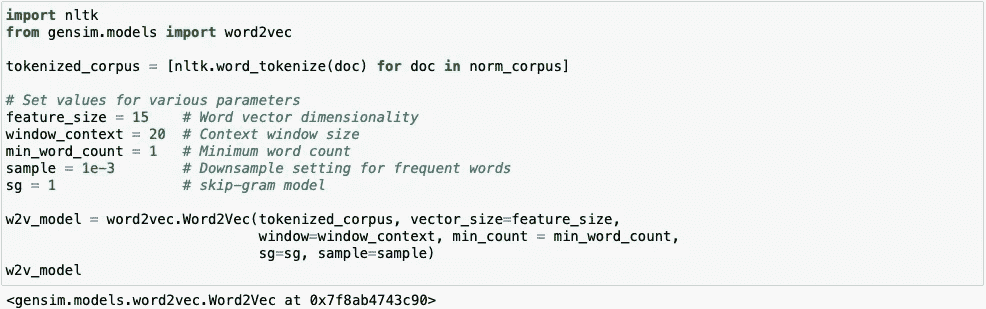 import nltk
from gensim.models import word2vec
tokenized_corpus = [nltk.word_tokenize(doc) for doc in norm_corpus]
# Set values for various parameters
feature_size = 15    # Word vector dimensionality
window_context = 20  # Context window size
min_word_count = 1   # Minimum word count
sample = 1e-3        # Downsample setting for frequent words
sg = 1               # skip-gram model
w2v_model = word2vec.Word2Vec(tokenized_corpus, vector_size=feature_size,
                              window=window_context, min_count = min_word_count,
                              sg=sg, sample=sample)
w2v_model
<gensim.models.word2vec.Word2Vec at 0x7f8ab4743c90>